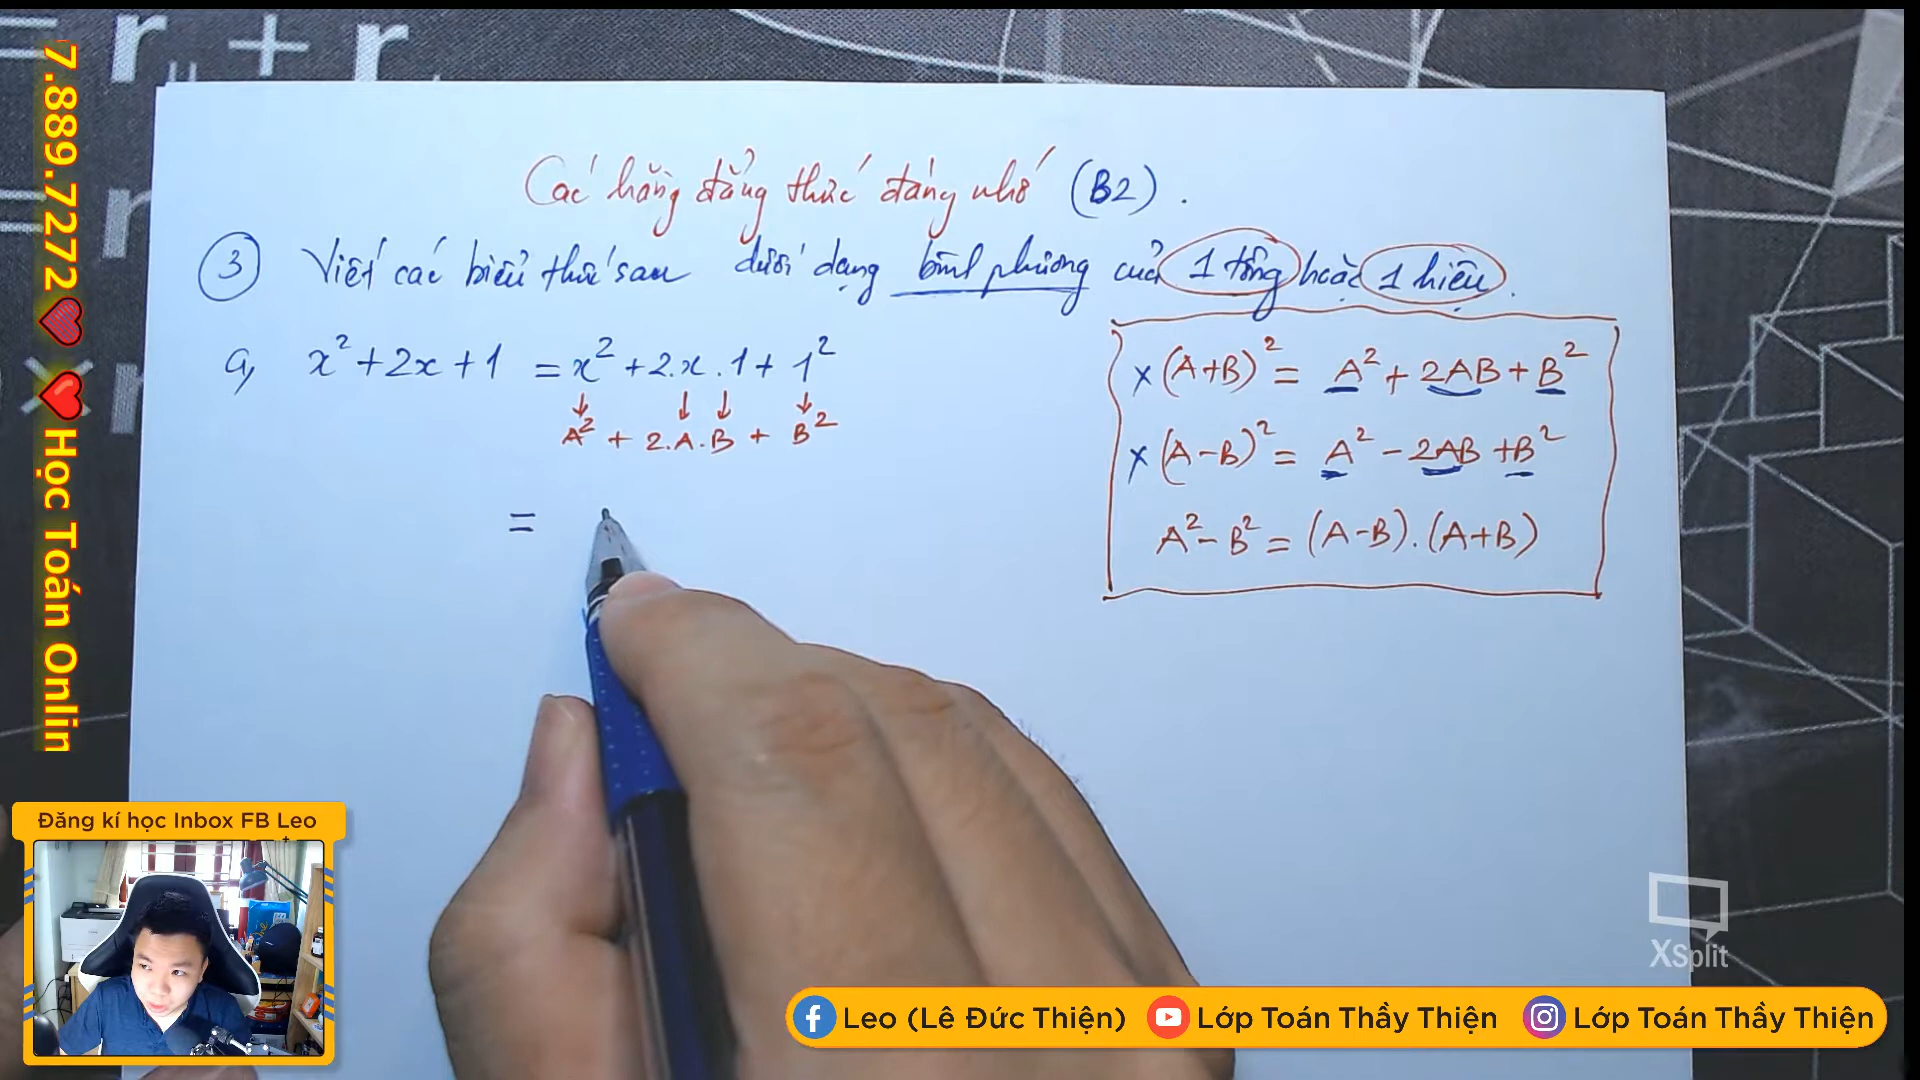 7.889.7272 ❤ ❤ Học Toán Onlin
Các hằng đẳng thức đáng nhớ (B2).
③ Viết các biểu thức sau dưới dạng bình phương của 1 tổng hoặc 1 hiệu.
a, x² + 2x + 1 = x² + 2.x.1 + 1²
A² + 2.A.B + B²
=
× (A+B)² = A² + 2AB + B²
× (A-B)² = A² - 2AB + B²
A² - B² = (A-B).(A+B)
Đăng kí học Inbox FB Leo
XSplit
Leo (Lê Đức Thiện) Lớp Toán Thầy Thiện Lớp Toán Thầy Thiện